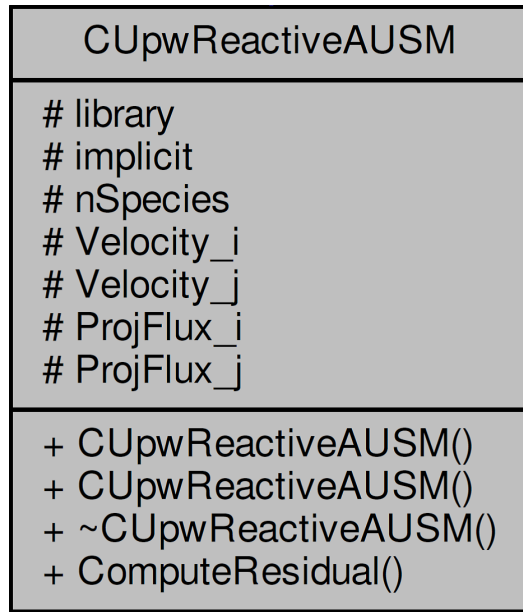 CUpwReactiveAUSM
# library
# implicit
# nSpecies
# Velocity_i
# Velocity_j
# ProjFlux_i
# ProjFlux_j
+ CUpwReactiveAUSM()
+ CUpwReactiveAUSM()
+ ~CUpwReactiveAUSM()
+ ComputeResidual()